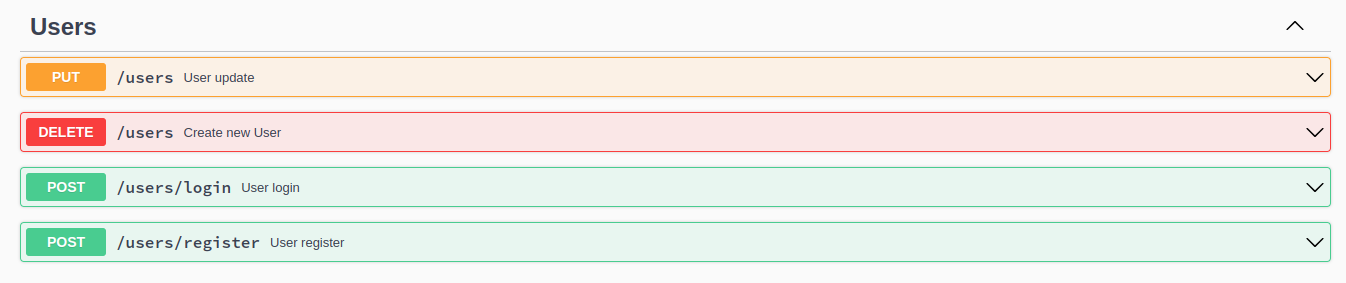 Users
PUT /users User update
DELETE /users Create new User
POST /users/login User login
POST /users/register User register